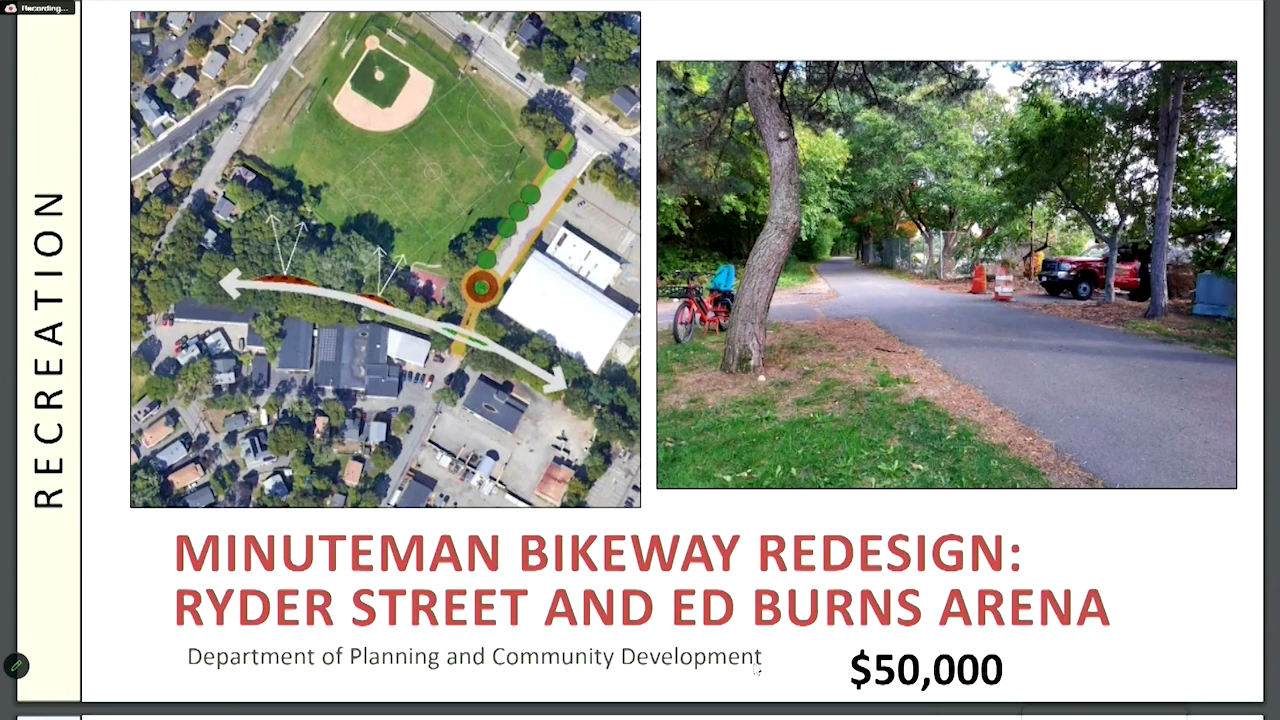 Recording...
RECREATION
MINUTEMAN BIKEWAY REDESIGN:
RYDER STREET AND ED BURNS ARENA
Department of Planning and Community Development
$50,000